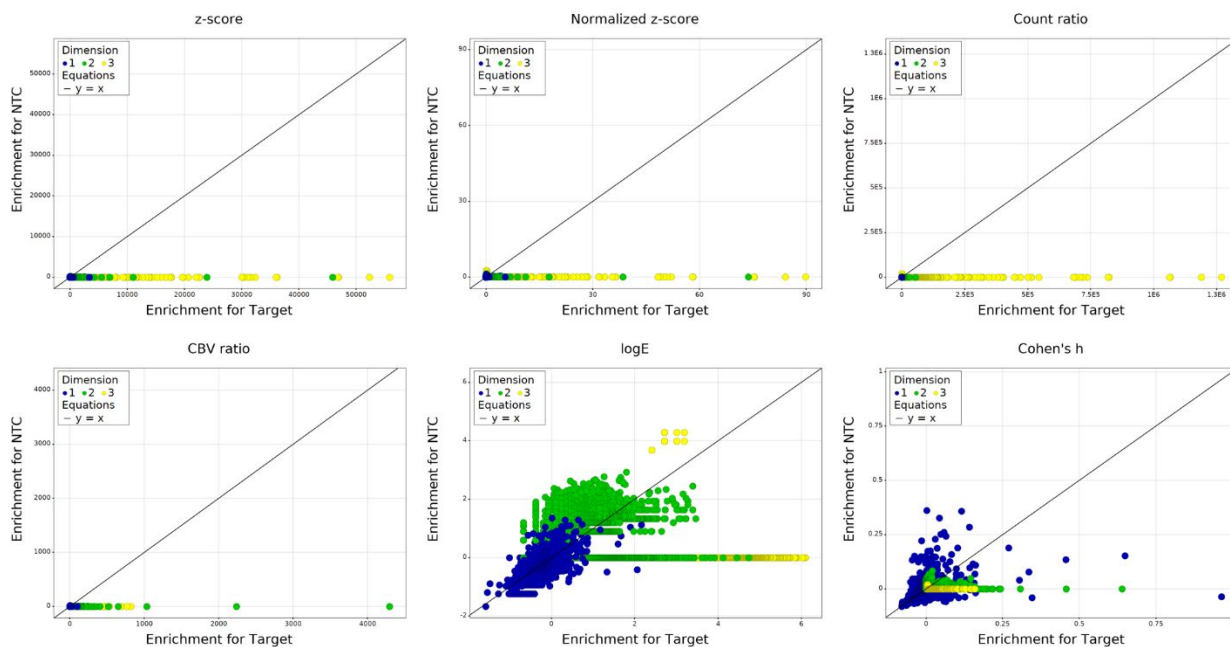 z-score
Enrichment for NTC
50000
40000
30000
20000
10000
0
Dimension
1 2 3
Equations
− y = x
0 10000 20000 30000 40000 50000
Enrichment for Target
Normalized z-score
Enrichment for NTC
90
60
30
0
Dimension
1 2 3
Equations
− y = x
0 30 60 90
Enrichment for Target
Count ratio
Enrichment for NTC
1.3E6
1E6
7.5E5
5E5
2.5E5
0
Dimension
1 2 3
Equations
− y = x
0 2.5E5 5E5 7.5E5 1E6 1.3E6
Enrichment for Target
CBV ratio
Enrichment for NTC
4000
3000
2000
1000
0
Dimension
1 2 3
Equations
− y = x
0 1000 2000 3000 4000
Enrichment for Target
logE
Enrichment for NTC
6
4
2
0
-2
Dimension
1 2 3
Equations
− y = x
0 2 4 6
Enrichment for Target
Cohen's h
Enrichment for NTC
1
0.75
0.5
0.25
0
Dimension
1 2 3
Equations
− y = x
0 0.25 0.5 0.75
Enrichment for Target